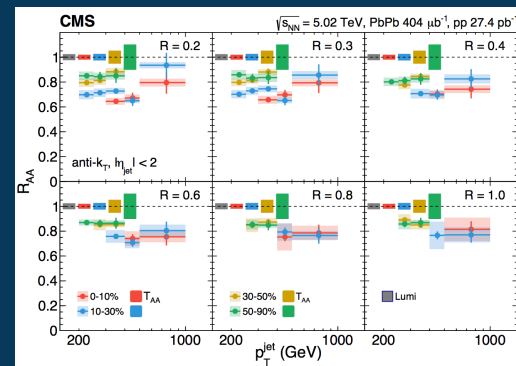 CMS
√sNN = 5.02 TeV, PbPb 404 μb⁻¹, pp 27.4 pb⁻
R = 0.2
R = 0.3
R = 0.4
1
0.8
0.6
0.4
0.2
0
anti-kT, |ηjet| < 2
RAA
R = 0.6
R = 0.8
R = 1.0
1
0.8
0.6
0.4
0.2
0
0-10% TAA
10-30%
30-50% TAA
50-90%
Lumi
200 1000 200 1000 200 1000
pTjet (GeV)